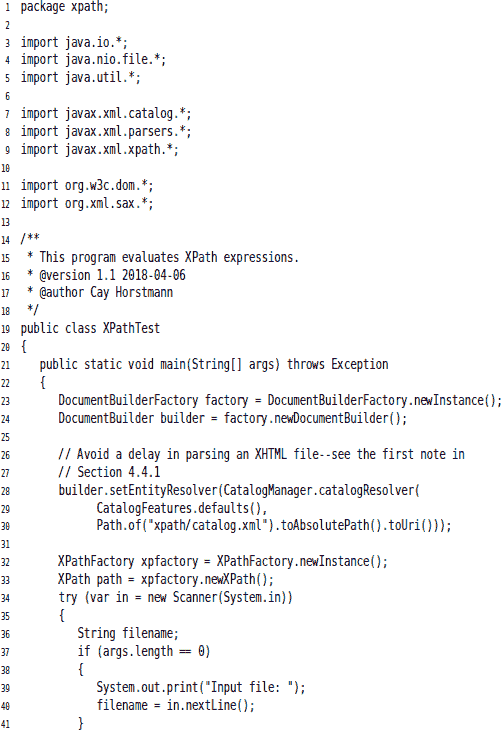 1 package xpath;
2
3 import java.io.*;
4 import java.nio.file.*;
5 import java.util.*;
6
7 import javax.xml.catalog.*;
8 import javax.xml.parsers.*;
9 import javax.xml.xpath.*;
10
11 import org.w3c.dom.*;
12 import org.xml.sax.*;
13
14 /**
15  * This program evaluates XPath expressions.
16  * @version 1.1 2018-04-06
17  * @author Cay Horstmann
18  */
19 public class XPathTest
20 {
21    public static void main(String[] args) throws Exception
22    {
23       DocumentBuilderFactory factory = DocumentBuilderFactory.newInstance();
24       DocumentBuilder builder = factory.newDocumentBuilder();
25
26       // Avoid a delay in parsing an XHTML file--see the first note in
27       // Section 4.4.1
28       builder.setEntityResolver(CatalogManager.catalogResolver(
29             CatalogFeatures.defaults(),
30             Path.of("xpath/catalog.xml").toAbsolutePath().toUri()));
31
32       XPathFactory xpfactory = XPathFactory.newInstance();
33       XPath path = xpfactory.newXPath();
34       try (var in = new Scanner(System.in))
35       {
36          String filename;
37          if (args.length == 0)
38          {
39             System.out.print("Input file: ");
40             filename = in.nextLine();
41          }